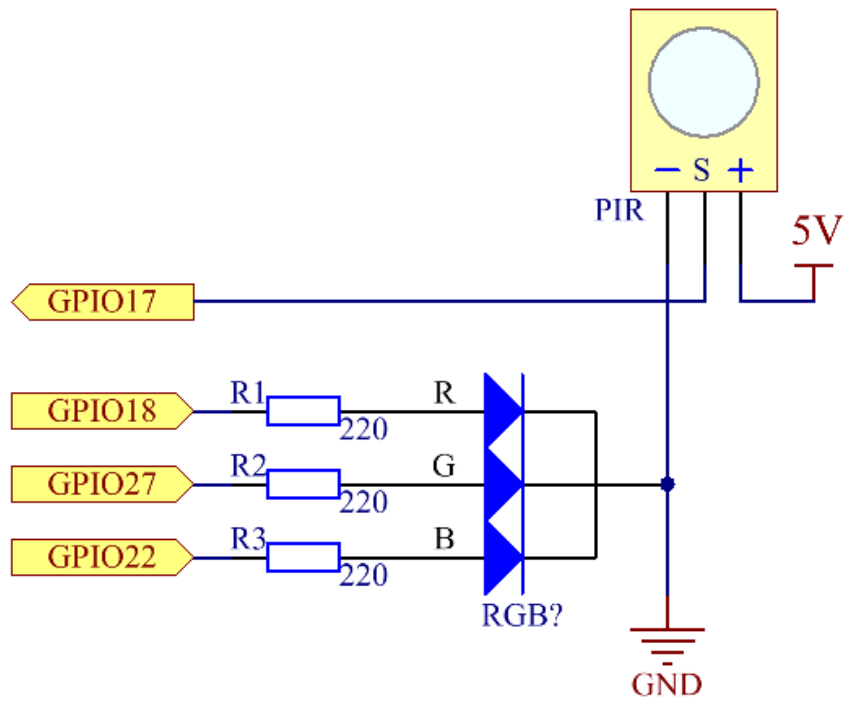 − S +
PIR
5V
GPIO17
GPIO18
R1
220
R
GPIO27
R2
220
G
GPIO22
R3
220
B
RGB?
GND